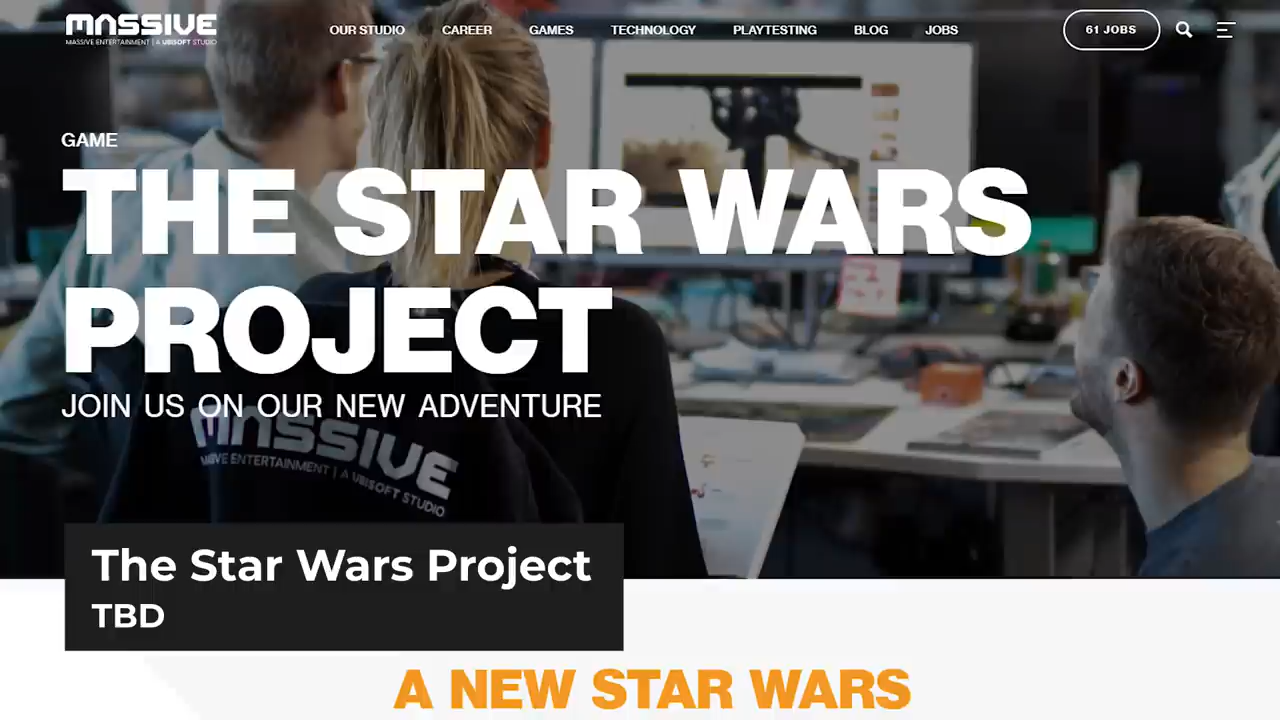 MASSIVE
MASSIVE ENTERTAINMENT | A UBISOFT STUDIO
OUR STUDIO CAREER GAMES TECHNOLOGY PLAYTESTING BLOG JOBS
61 JOBS
GAME
THE STAR WARS
PROJECT
JOIN US ON OUR NEW ADVENTURE
MASSIVE
MASSIVE ENTERTAINMENT | A UBISOFT STUDIO
The Star Wars Project
TBD
A NEW STAR WARS